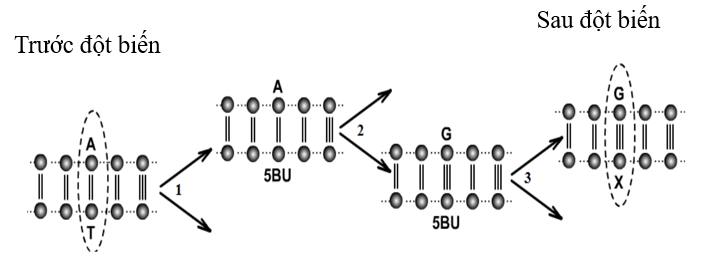 Trước đột biến
Sau đột biến
A
T
1
A
5BU
2
G
5BU
3
G
X